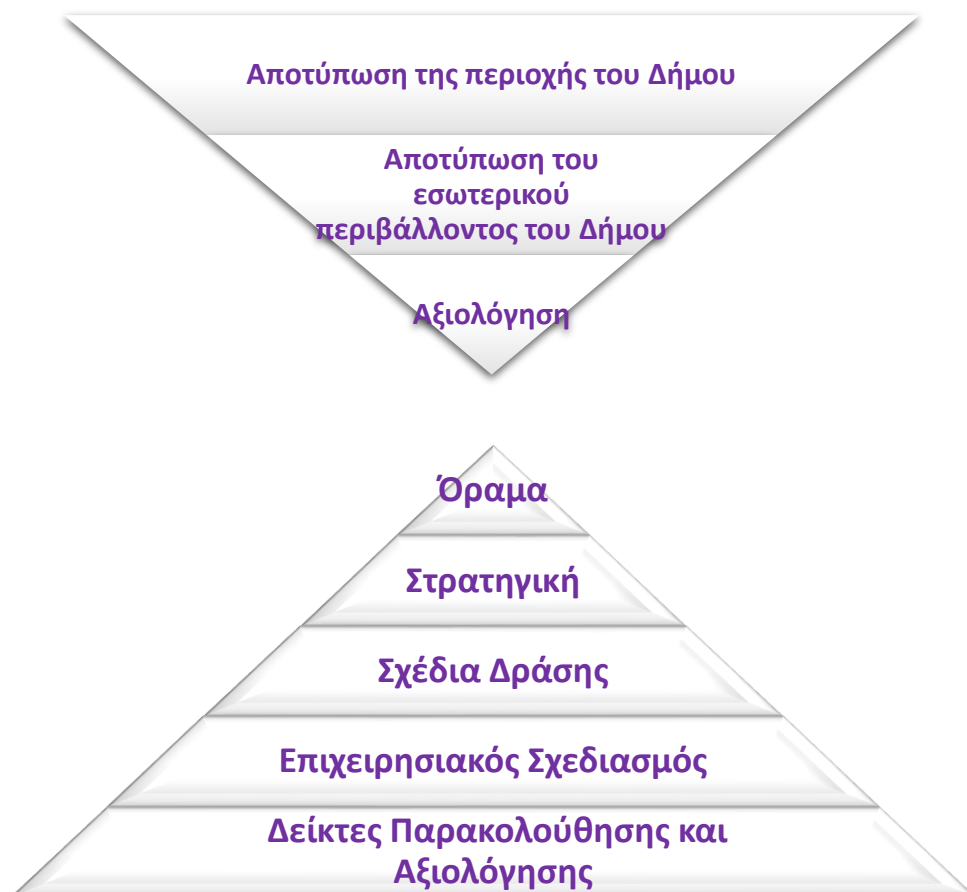 Αποτύπωση της περιοχής του Δήμου
Αποτύπωση του
εσωτερικού
περιβάλλοντος του Δήμου
Αξιολόγηση
Όραμα
Στρατηγική
Σχέδια Δράσης
Επιχειρησιακός Σχεδιασμός
Δείκτες Παρακολούθησης και
Αξιολόγησης